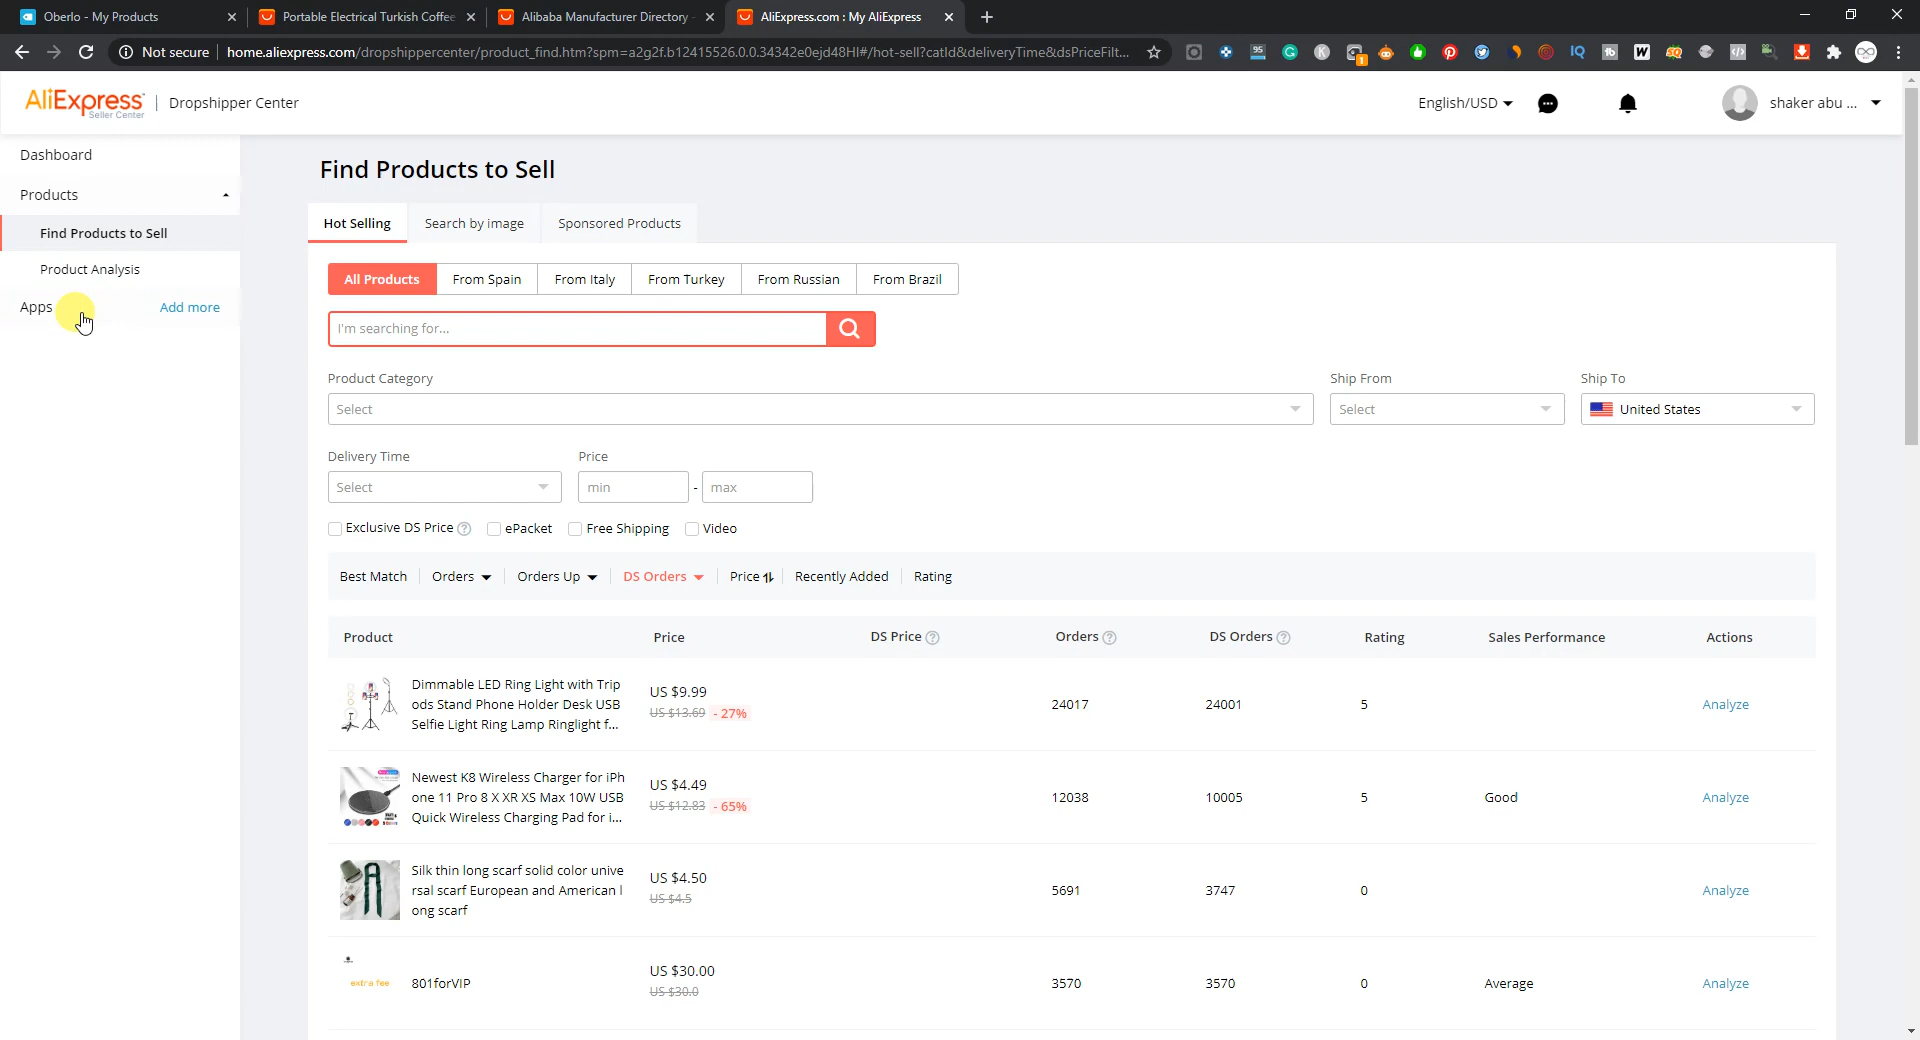 Oberlo - My Products
Portable Electrical Turkish Coffee
Alibaba Manufacturer Directory -
AliExpress.com : My AliExpress
Not secure
home.aliexpress.com/dropshippercenter/product_find.htm?spm=a2g2f.b12415526.0.0.34342e0ejd48HI#/hot-sell?catId&deliveryTime&dsPriceFilt...
AliExpress
Seller Center
Dropshipper Center
English/USD
shaker abu ...
Dashboard
Products
Find Products to Sell
Product Analysis
Apps
Add more
Find Products to Sell
Hot Selling
Search by image
Sponsored Products
All Products
From Spain
From Italy
From Turkey
From Russian
From Brazil
I'm searching for...
Product Category
Ship From
Ship To
Select
Select
United States
Delivery Time
Price
Select
min
-
max
Exclusive DS Price ?
ePacket
Free Shipping
Video
Best Match
Orders
Orders Up
DS Orders
Price
Recently Added
Rating
Product
Price
DS Price ?
Orders ?
DS Orders ?
Rating
Sales Performance
Actions
Dimmable LED Ring Light with Trip
ods Stand Phone Holder Desk USB
Selfie Light Ring Lamp Ringlight f...
US $9.99
US $13.69 - 27%
24017
24001
5
Analyze
Newest K8 Wireless Charger for iPh
one 11 Pro 8 X XR XS Max 10W USB
Quick Wireless Charging Pad for i...
US $4.49
US $12.83 - 65%
12038
10005
5
Good
Analyze
Silk thin long scarf solid color unive
rsal scarf European and American l
ong scarf
US $4.50
US $4.5
5691
3747
0
Analyze
extra fee
801forVIP
US $30.00
US $30.0
3570
3570
0
Average
Analyze